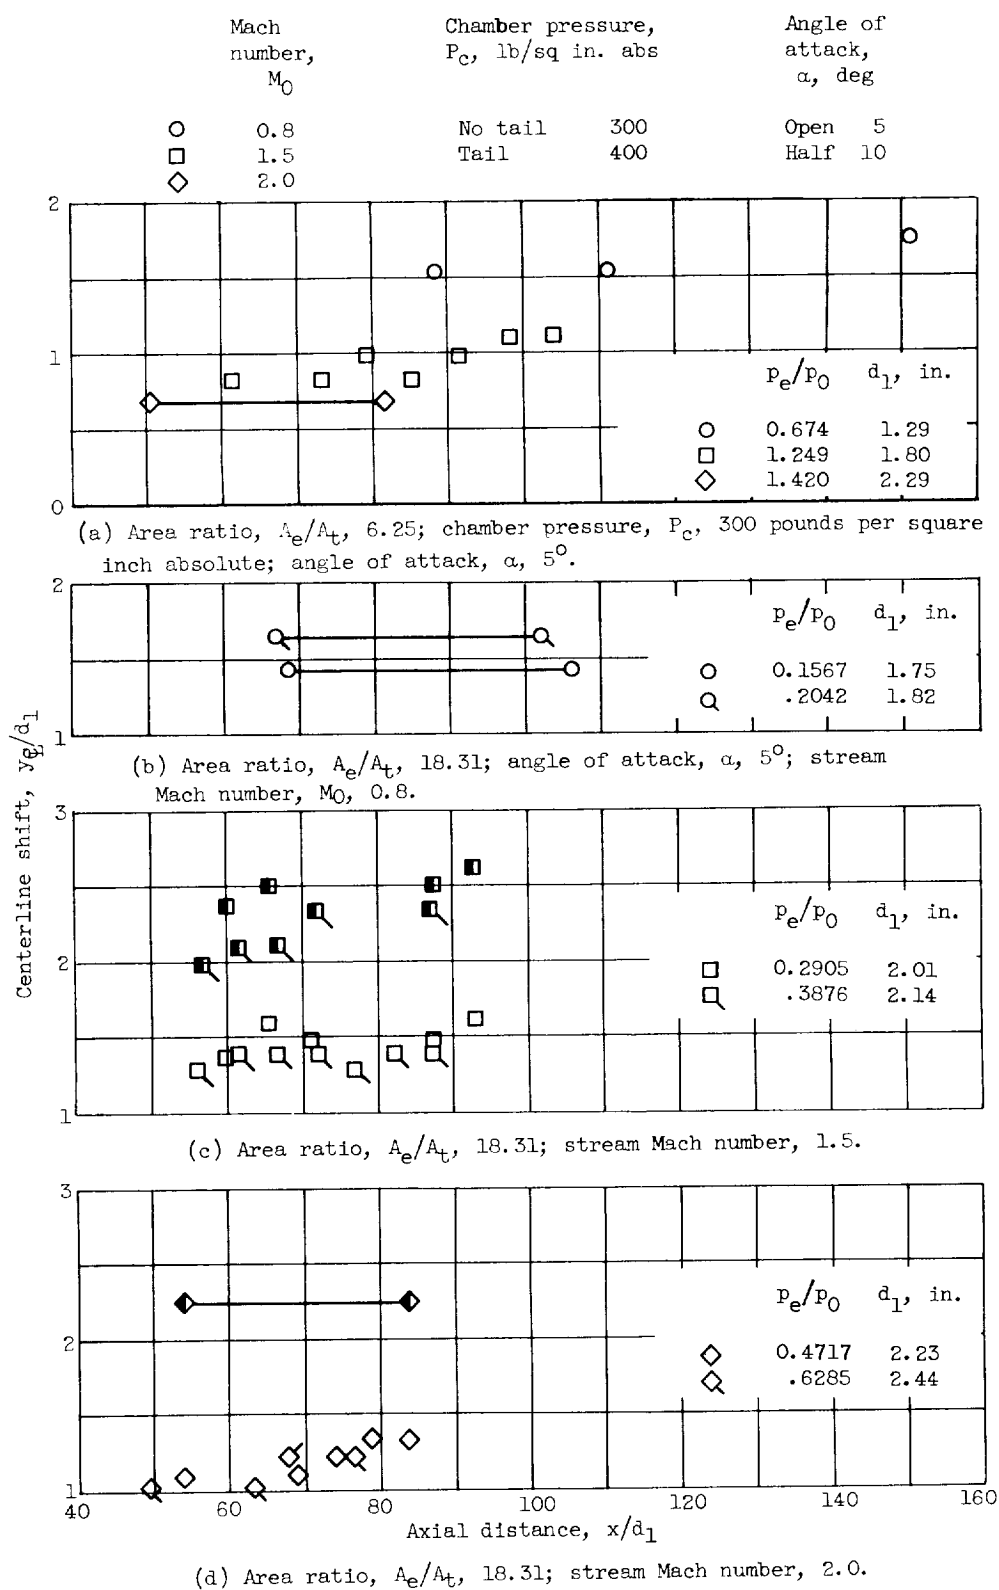 Mach number, M0
Chamber pressure, Pc, lb/sq in. abs
Angle of attack, α, deg
○ 0.8 No tail 300 Open 5
□ 1.5 Tail 400 Half 10
◇ 2.0
2
1
0
pe/p0 d1, in.
○ 0.674 1.29
□ 1.249 1.80
◇ 1.420 2.29
(a) Area ratio, Ae/At, 6.25; chamber pressure, Pc, 300 pounds per square
inch absolute; angle of attack, α, 5°.
2
1
pe/p0 d1, in.
0.1567 1.75
.2042 1.82
(b) Area ratio, Ae/At, 18.31; angle of attack, α, 5°; stream
Mach number, M0, 0.8.
Centerline shift, y℄/d1
3
2
1
pe/p0 d1, in.
0.2905 2.01
.3876 2.14
(c) Area ratio, Ae/At, 18.31; stream Mach number, 1.5.
3
2
1
pe/p0 d1, in.
0.4717 2.23
.6285 2.44
40 60 80 100 120 140 160
Axial distance, x/d1
(d) Area ratio, Ae/At, 18.31; stream Mach number, 2.0.